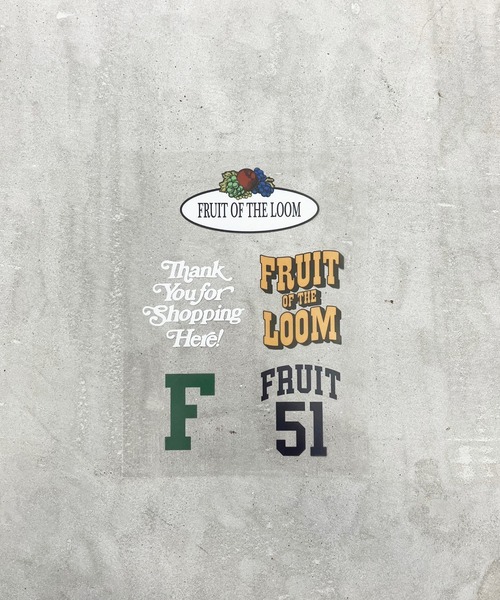 FRUIT OF THE LOOM
Thank
You for
Shopping
Here!
FRUIT
OF THE
LOOM
F
FRUIT
51